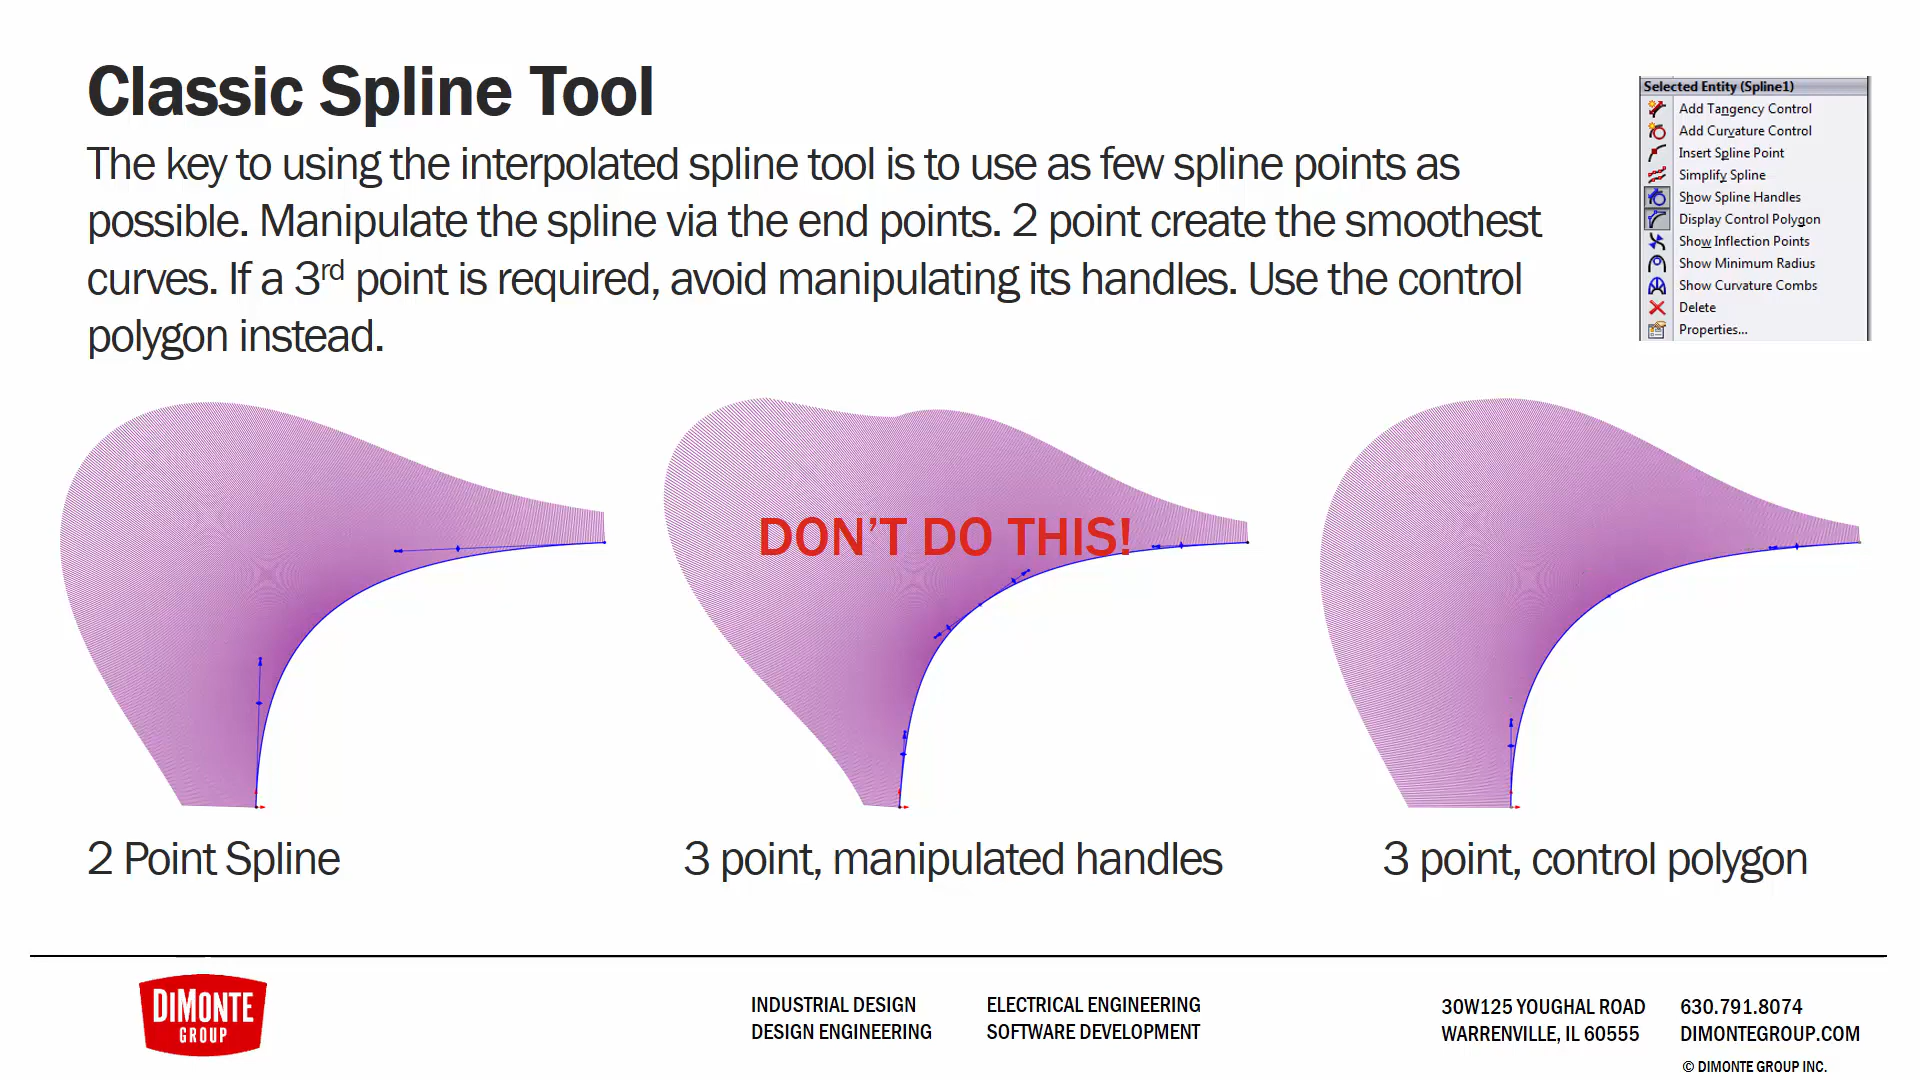 Classic Spline Tool
The key to using the interpolated spline tool is to use as few spline points as
possible. Manipulate the spline via the end points. 2 point create the smoothest
curves. If a 3rd point is required, avoid manipulating its handles. Use the control
polygon instead.
Selected Entity (Spline1)
Add Tangency Control
Add Curvature Control
Insert Spline Point
Simplify Spline
Show Spline Handles
Display Control Polygon
Show Inflection Points
Show Minimum Radius
Show Curvature Combs
Delete
Properties...
DON'T DO THIS!
2 Point Spline
3 point, manipulated handles
3 point, control polygon
DIMONTE
GROUP
INDUSTRIAL DESIGN
DESIGN ENGINEERING
ELECTRICAL ENGINEERING
SOFTWARE DEVELOPMENT
30W125 YOUGHAL ROAD
WARRENVILLE, IL 60555
630.791.8074
DIMONTEGROUP.COM
© DIMONTE GROUP INC.